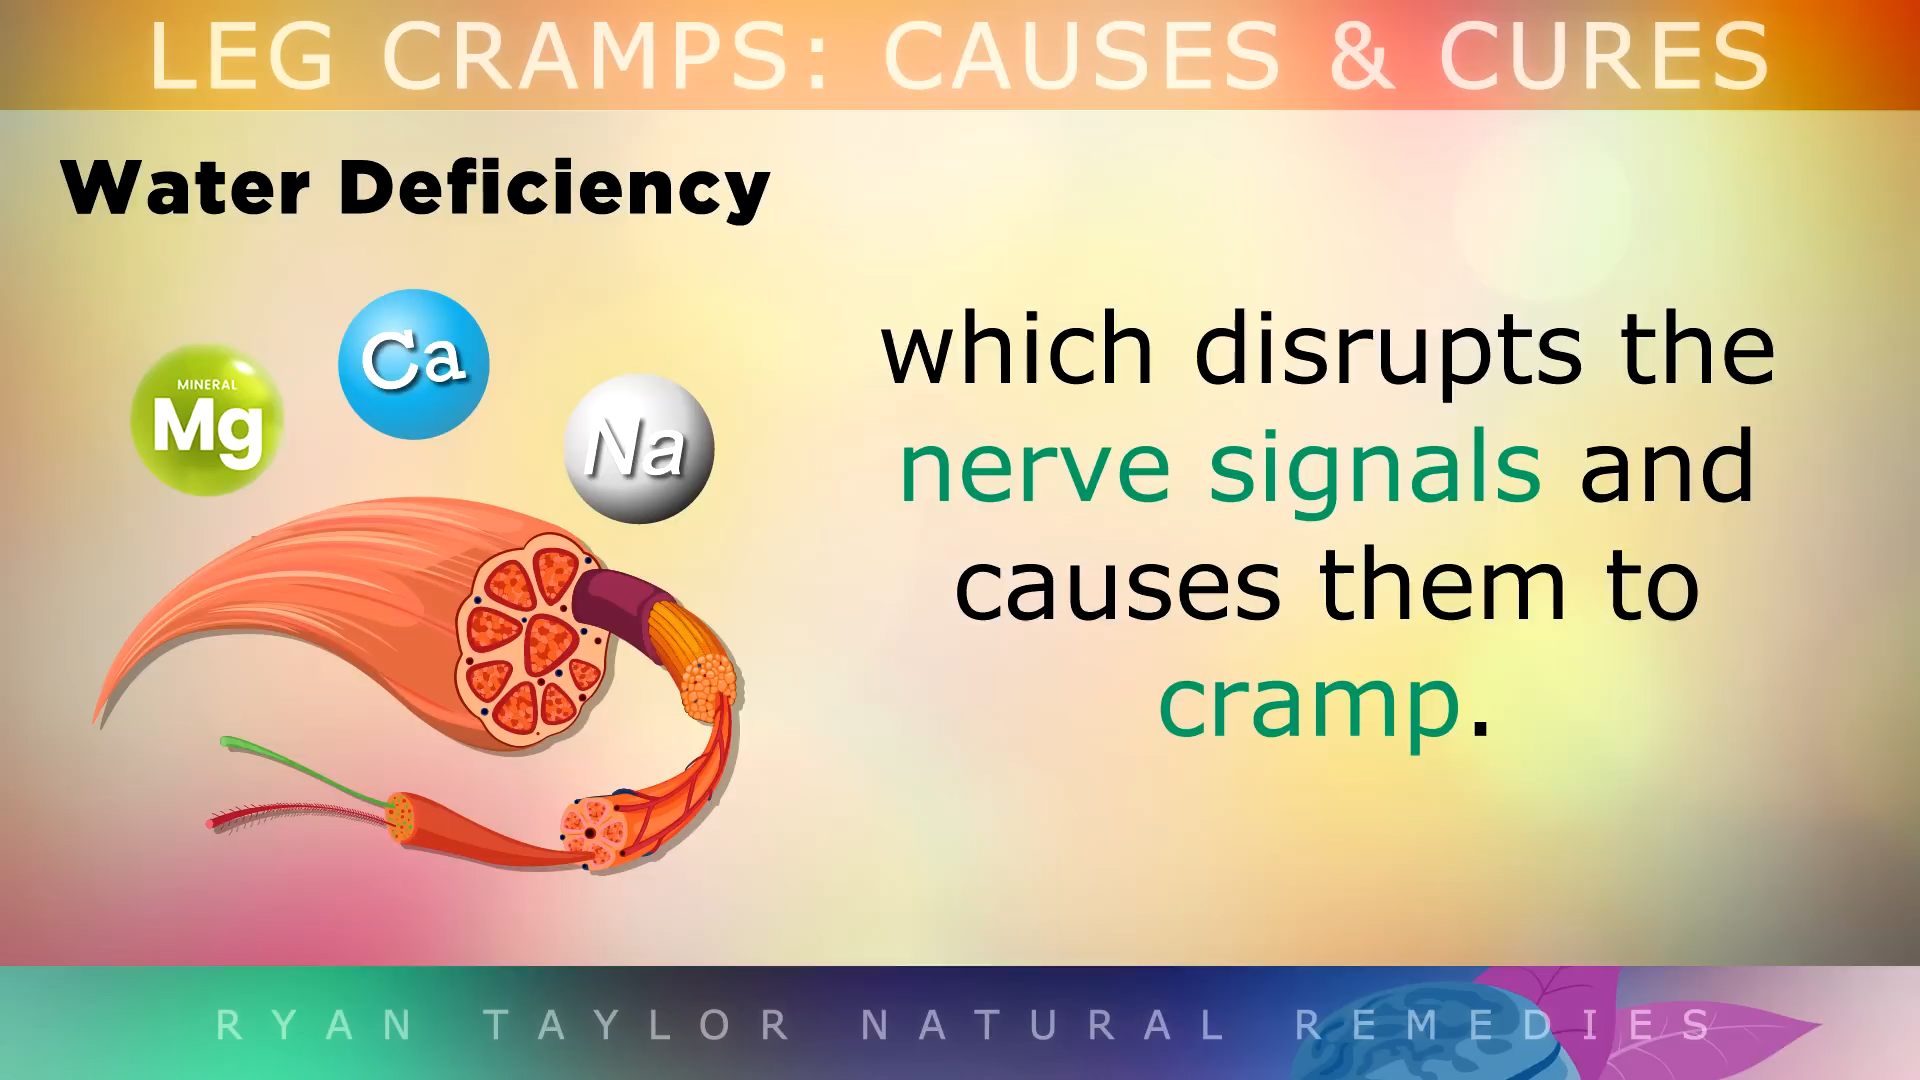 LEG CRAMPS: CAUSES & CURES
Water Deficiency
MINERAL
Mg
Ca
Na
which disrupts the
nerve signals and
causes them to
cramp.
RYAN TAYLOR NATURAL REMEDIES